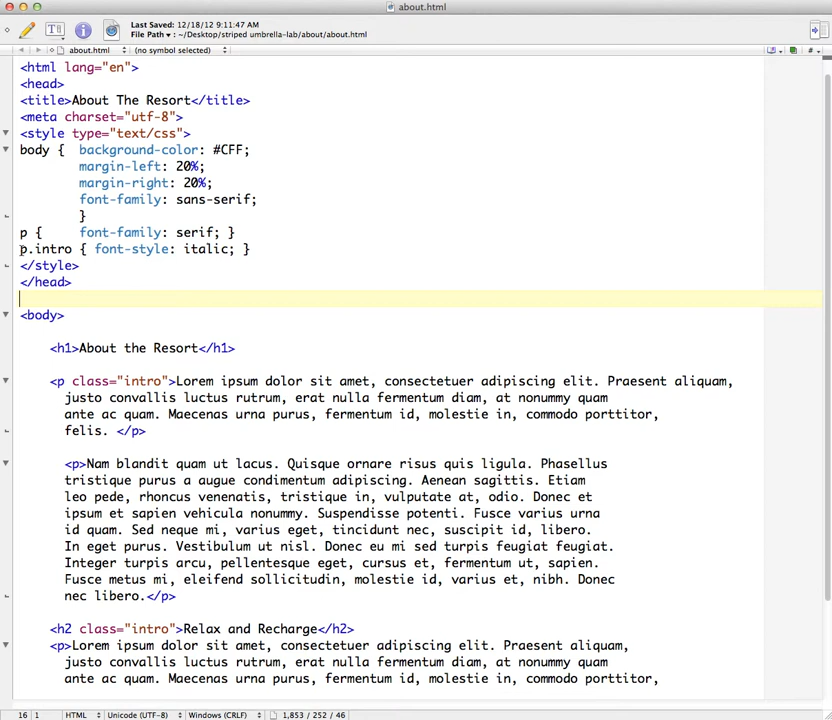 about.html
Last Saved: 12/18/12 9:11:47 AM
File Path ▾ : ~/Desktop/striped umbrella-lab/about/about.html
about.html (no symbol selected)
<html lang="en">
<head>
<title>About The Resort</title>
<meta charset="utf-8">
<style type="text/css">
body {  background-color: #CFF;
        margin-left: 20%;
        margin-right: 20%;
        font-family: sans-serif;
        }
p {     font-family: serif; }
p.intro { font-style: italic; }
</style>
</head>
<body>
    <h1>About the Resort</h1>
    <p class="intro">Lorem ipsum dolor sit amet, consectetuer adipiscing elit. Praesent aliquam,
      justo convallis luctus rutrum, erat nulla fermentum diam, at nonummy quam
      ante ac quam. Maecenas urna purus, fermentum id, molestie in, commodo porttitor,
      felis. </p>
      <p>Nam blandit quam ut lacus. Quisque ornare risus quis ligula. Phasellus
      tristique purus a augue condimentum adipiscing. Aenean sagittis. Etiam
      leo pede, rhoncus venenatis, tristique in, vulputate at, odio. Donec et
      ipsum et sapien vehicula nonummy. Suspendisse potenti. Fusce varius urna
      id quam. Sed neque mi, varius eget, tincidunt nec, suscipit id, libero.
      In eget purus. Vestibulum ut nisl. Donec eu mi sed turpis feugiat feugiat.
      Integer turpis arcu, pellentesque eget, cursus et, fermentum ut, sapien.
      Fusce metus mi, eleifend sollicitudin, molestie id, varius et, nibh. Donec
      nec libero.</p>
    <h2 class="intro">Relax and Recharge</h2>
    <p>Lorem ipsum dolor sit amet, consectetuer adipiscing elit. Praesent aliquam,
      justo convallis luctus rutrum, erat nulla fermentum diam, at nonummy quam
      ante ac quam. Maecenas urna purus, fermentum id, molestie in, commodo porttitor,
16 1 HTML Unicode (UTF-8) Windows (CRLF) 1,853 / 252 / 46